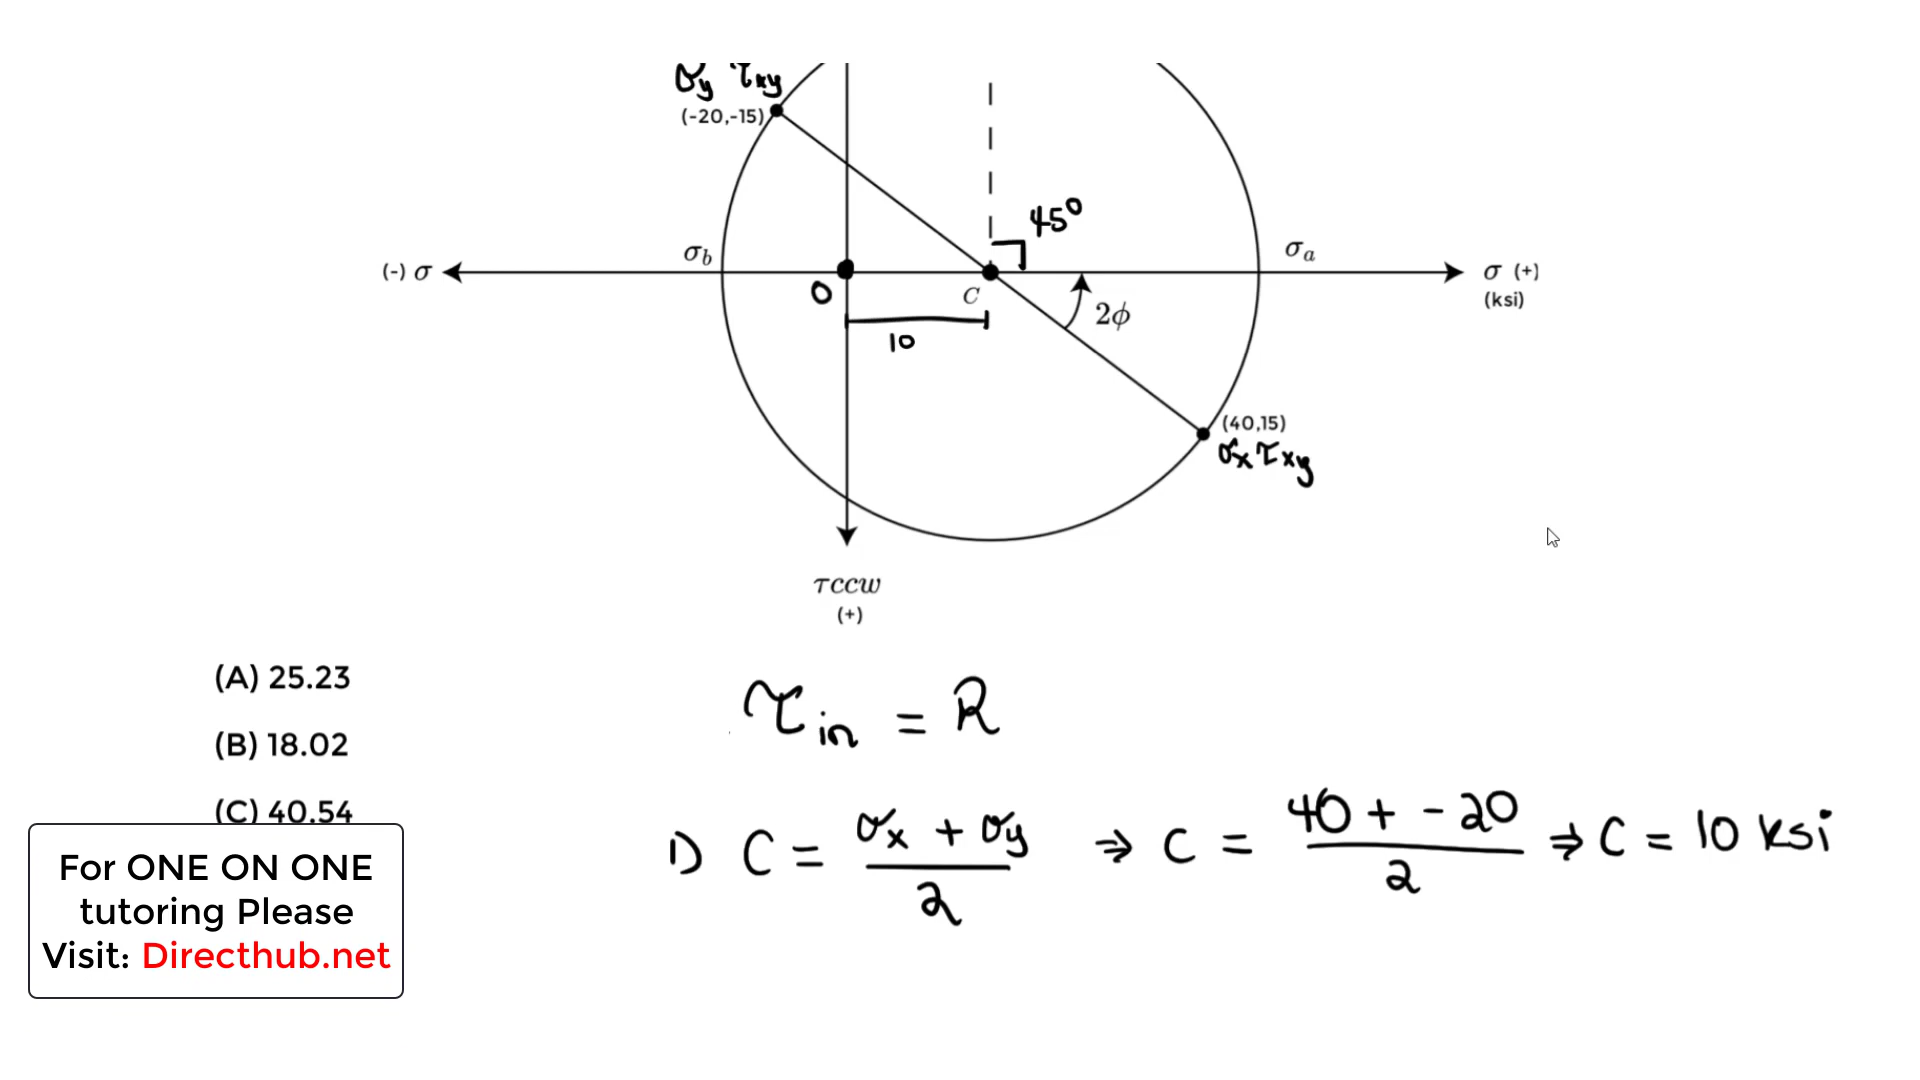 σy τxy
(-20,-15)
45°
σb
σa
(-) σ
σ (+)
(ksi)
0
C
2ϕ
10
(40,15)
σx τxy
τccw
(+)
(A) 25.23
τin = R
(B) 18.02
(C) 40.54
1) C = σx + σy / 2 ⇒ C = 40 + -20 / 2 ⇒ C = 10 ksi
For ONE ON ONE
tutoring Please
Visit: Directhub.net